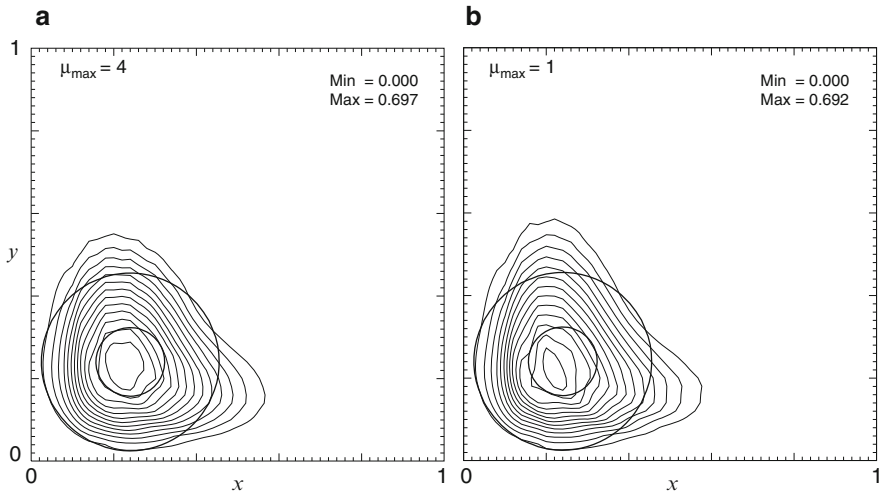 a
b
1
μmax = 4
Min = 0.000
Max = 0.697
μmax = 1
Min = 0.000
Max = 0.692
y
y
0
0
x
1
0
x
1